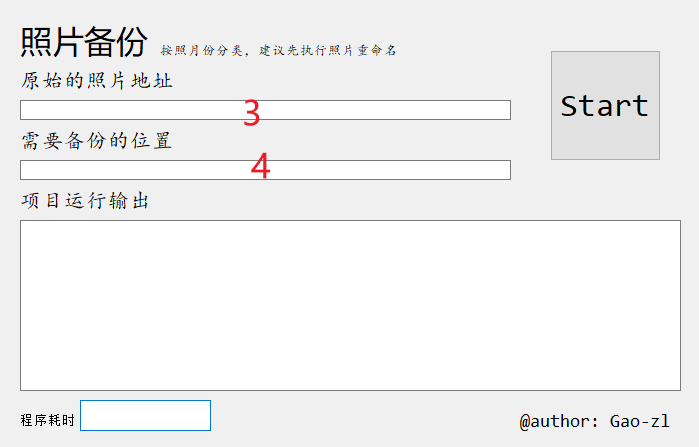 照片备份 按照月份分类，建议先执行照片重命名
原始的照片地址
3
Start
需要备份的位置
4
项目运行输出
程序耗时
@author: Gao-zl